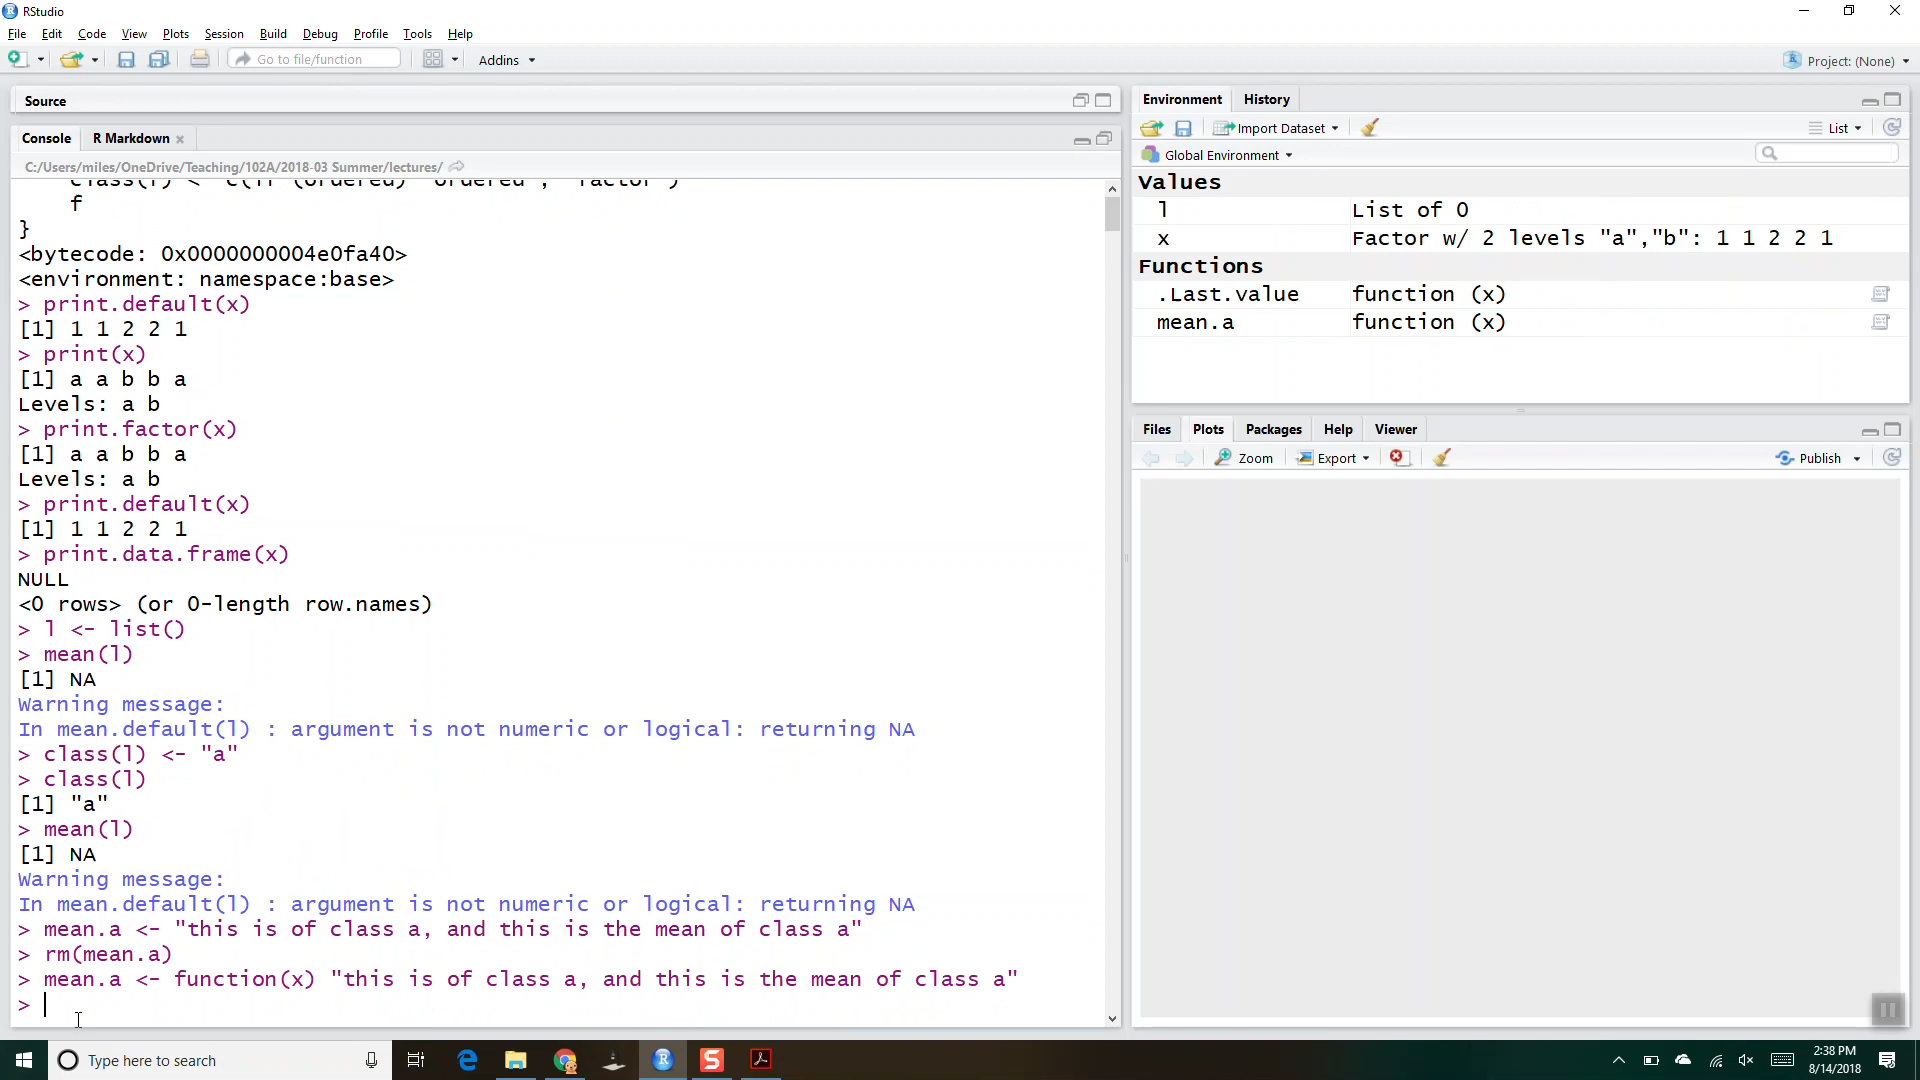 RStudio
File Edit Code View Plots Session Build Debug Profile Tools Help
Go to file/function Addins Project: (None)
Source
Console R Markdown
C:/Users/miles/OneDrive/Teaching/102A/2018-03 Summer/lectures/
f
}
<bytecode: 0x0000000004e0fa40>
<environment: namespace:base>
> print.default(x)
[1] 1 1 2 2 1
> print(x)
[1] a a b b a
Levels: a b
> print.factor(x)
[1] a a b b a
Levels: a b
> print.default(x)
[1] 1 1 2 2 1
> print.data.frame(x)
NULL
<0 rows> (or 0-length row.names)
> l <- list()
> mean(l)
[1] NA
Warning message:
In mean.default(l) : argument is not numeric or logical: returning NA
> class(l) <- "a"
> class(l)
[1] "a"
> mean(l)
[1] NA
Warning message:
In mean.default(l) : argument is not numeric or logical: returning NA
> mean.a <- "this is of class a, and this is the mean of class a"
> rm(mean.a)
> mean.a <- function(x) "this is of class a, and this is the mean of class a"
>
Environment History
Import Dataset List
Global Environment
Values
l List of 0
x Factor w/ 2 levels "a","b": 1 1 2 2 1
Functions
.Last.value function (x)
mean.a function (x)
Files Plots Packages Help Viewer
Zoom Export Publish
Type here to search
2:38 PM
8/14/2018